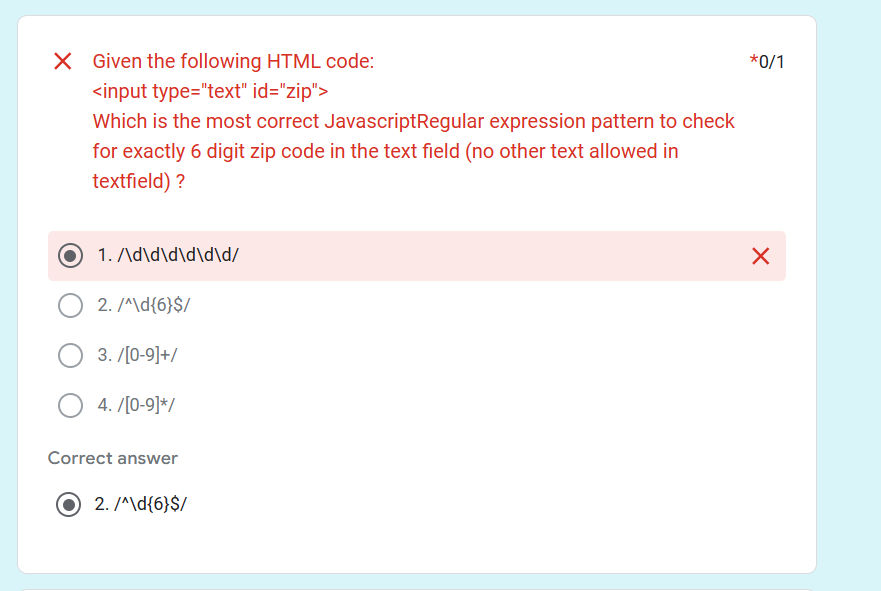 Given the following HTML code:
*0/1
<input type="text" id="zip">
Which is the most correct JavascriptRegular expression pattern to check
for exactly 6 digit zip code in the text field (no other text allowed in
textfield) ?
1. /\d\d\d\d\d\d/
2. /^\d{6}$/
3. /[0-9]+/
4. /[0-9]*/
Correct answer
2. /^\d{6}$/